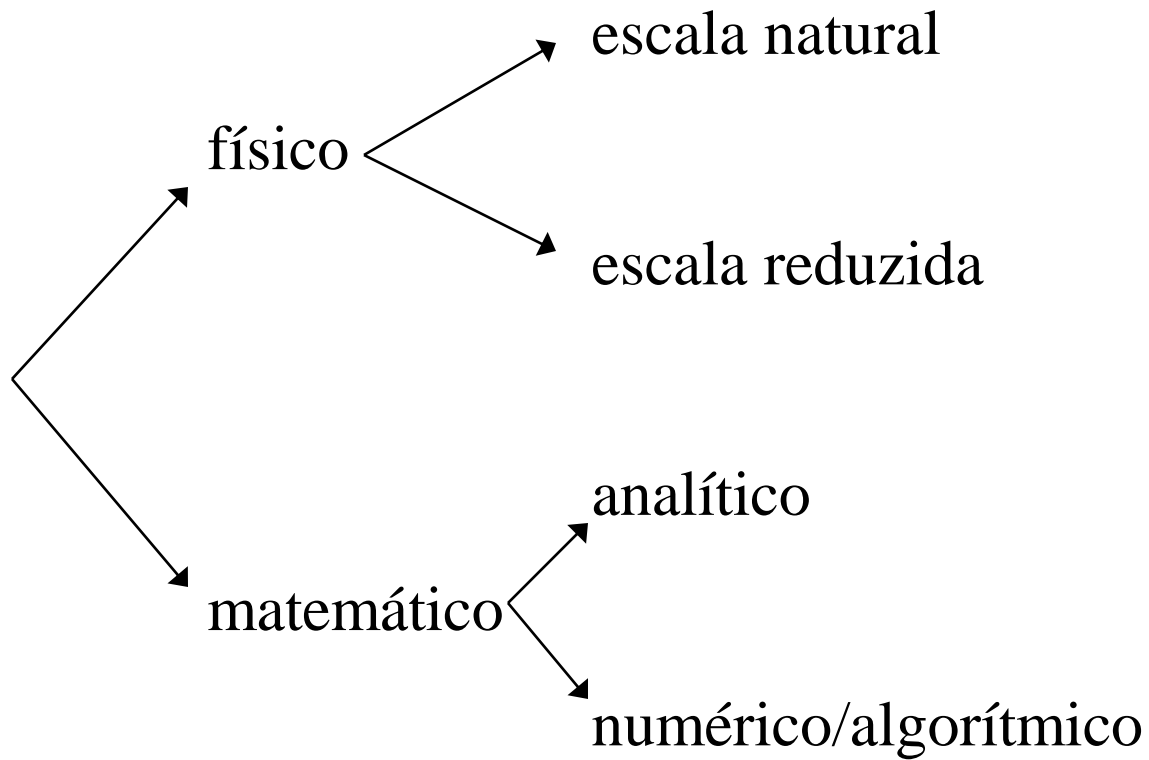 escala natural
físico
escala reduzida
analítico
matemático
numérico/algorítmico